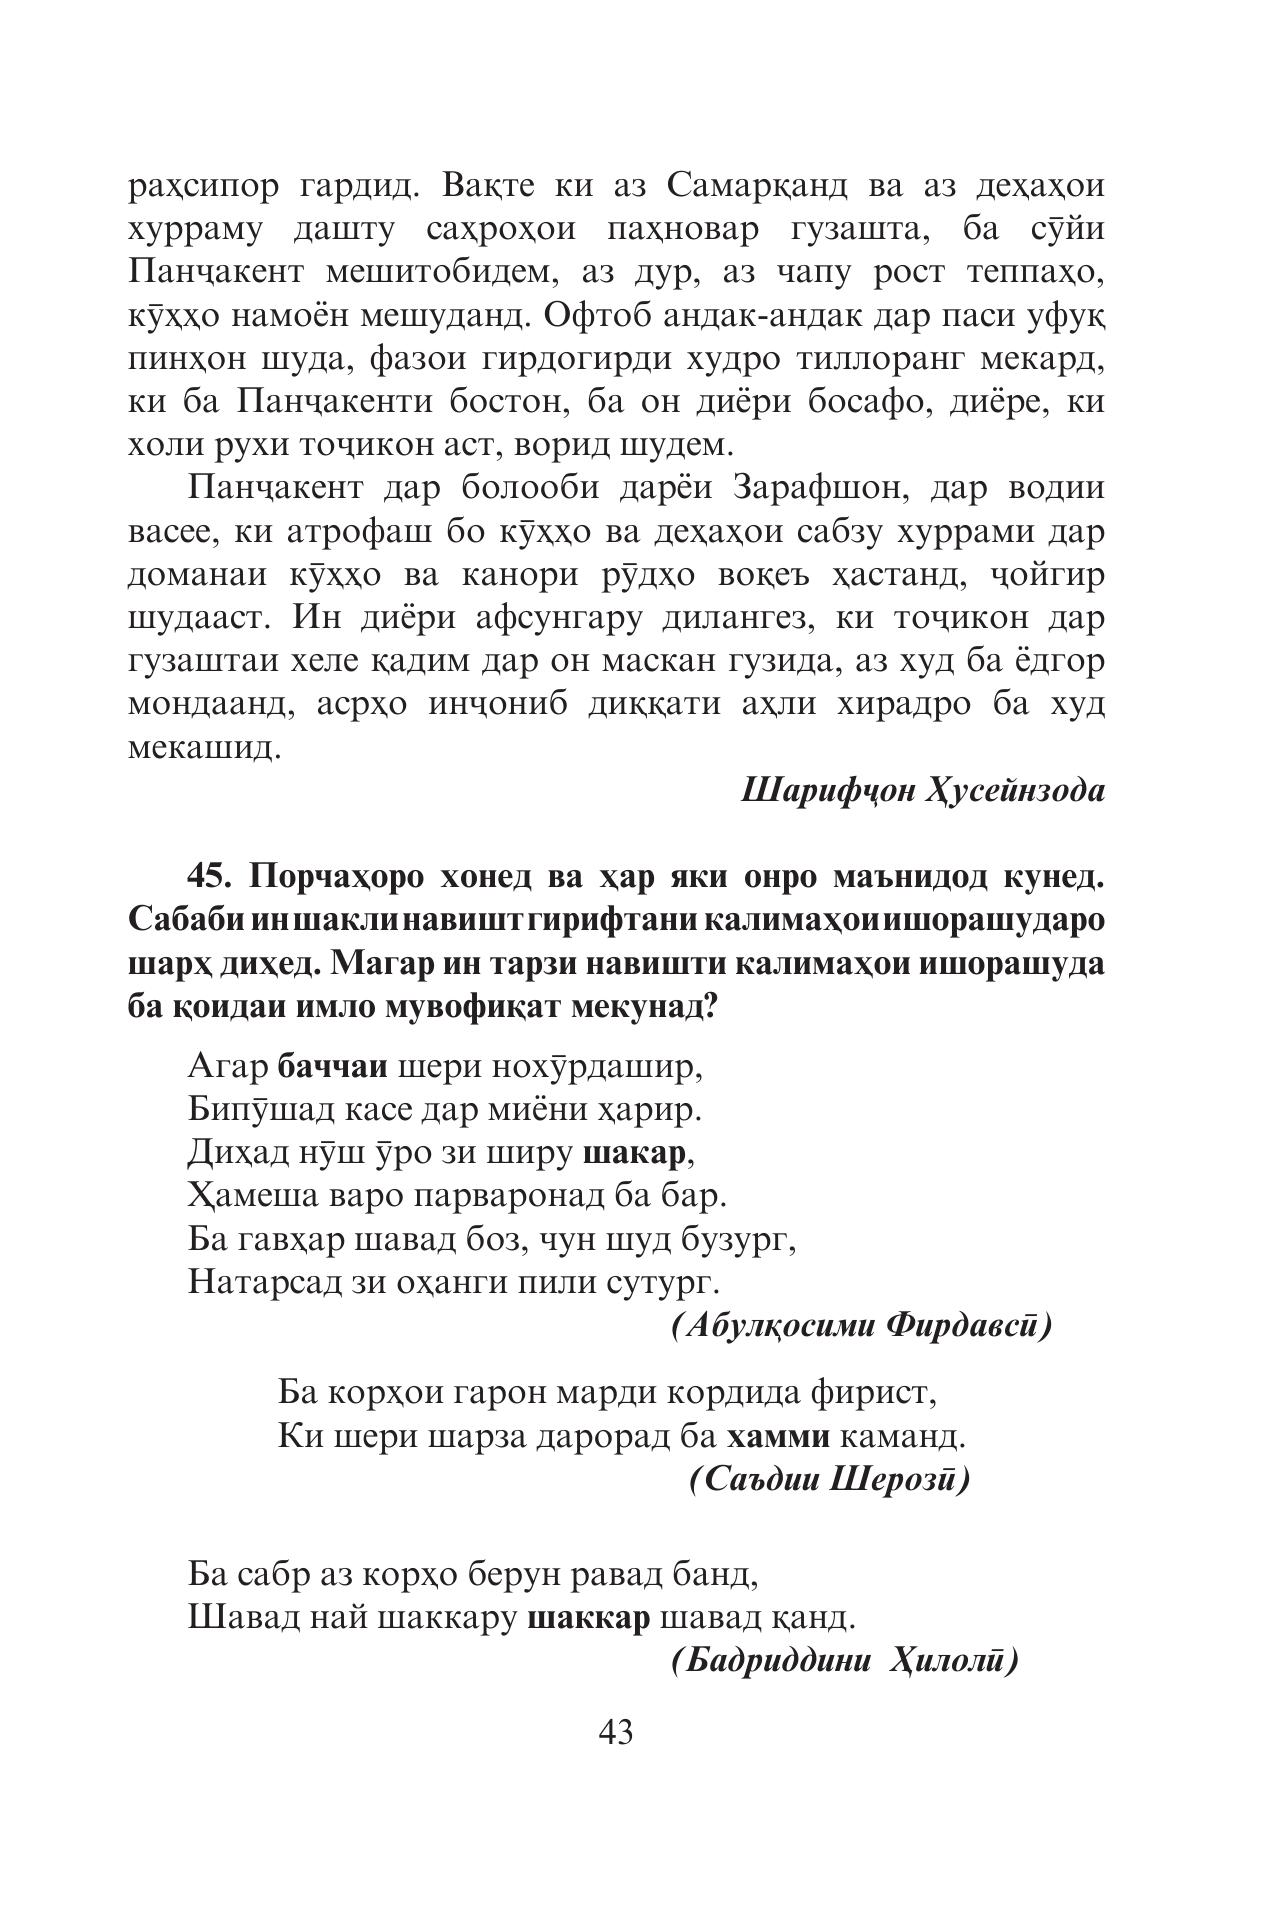 раҳсипор гардид. Вақте ки аз Самарқанд ва аз деҳаҳои
хурраму дашту саҳроҳои паҳновар гузашта, ба сӯйи
Панҷакент мешитобидем, аз дур, аз чапу рост теппаҳо,
кӯҳҳо намоён мешуданд. Офтоб андак-андак дар паси уфуқ
пинҳон шуда, фазои гирдогирди худро тиллоранг мекард,
ки ба Панҷакенти бостон, ба он диёри босафо, диёре, ки
холи рухи тоҷикон аст, ворид шудем.
Панҷакент дар болооби дарёи Зарафшон, дар водии
васее, ки атрофаш бо кӯҳҳо ва деҳаҳои сабзу хуррами дар
доманаи кӯҳҳо ва канори рӯдҳо воқеъ ҳастанд, ҷойгир
шудааст. Ин диёри афсунгару дилангез, ки тоҷикон дар
гузаштаи хеле қадим дар он маскан гузида, аз худ ба ёдгор
мондаанд, асрҳо инҷониб диққати аҳли хирадро ба худ
мекашид.
Шарифҷон Ҳусейнзода
45. Порчаҳоро хонед ва ҳар яки онро маънидод кунед.
Сабаби ин шакли навишт гирифтани калимаҳои ишорашударо
шарҳ диҳед. Магар ин тарзи навишти калимаҳои ишорашуда
ба қоидаи имло мувофиқат мекунад?
Агар баччаи шери нохӯрдашир,
Бипӯшад касе дар миёни ҳарир.
Диҳад нӯш ӯро зи ширу шакар,
Ҳамеша варо парваронад ба бар.
Ба гавҳар шавад боз, чун шуд бузург,
Натарсад зи оҳанги пили сутург.
(Абулқосими Фирдавсӣ)
Ба корҳои гарон марди кордида фирист,
Ки шери шарза дарорад ба хамми каманд.
(Саъдии Шерозӣ)
Ба сабр аз корҳо берун равад банд,
Шавад най шаккару шаккар шавад қанд.
(Бадриддини Ҳилолӣ)
43